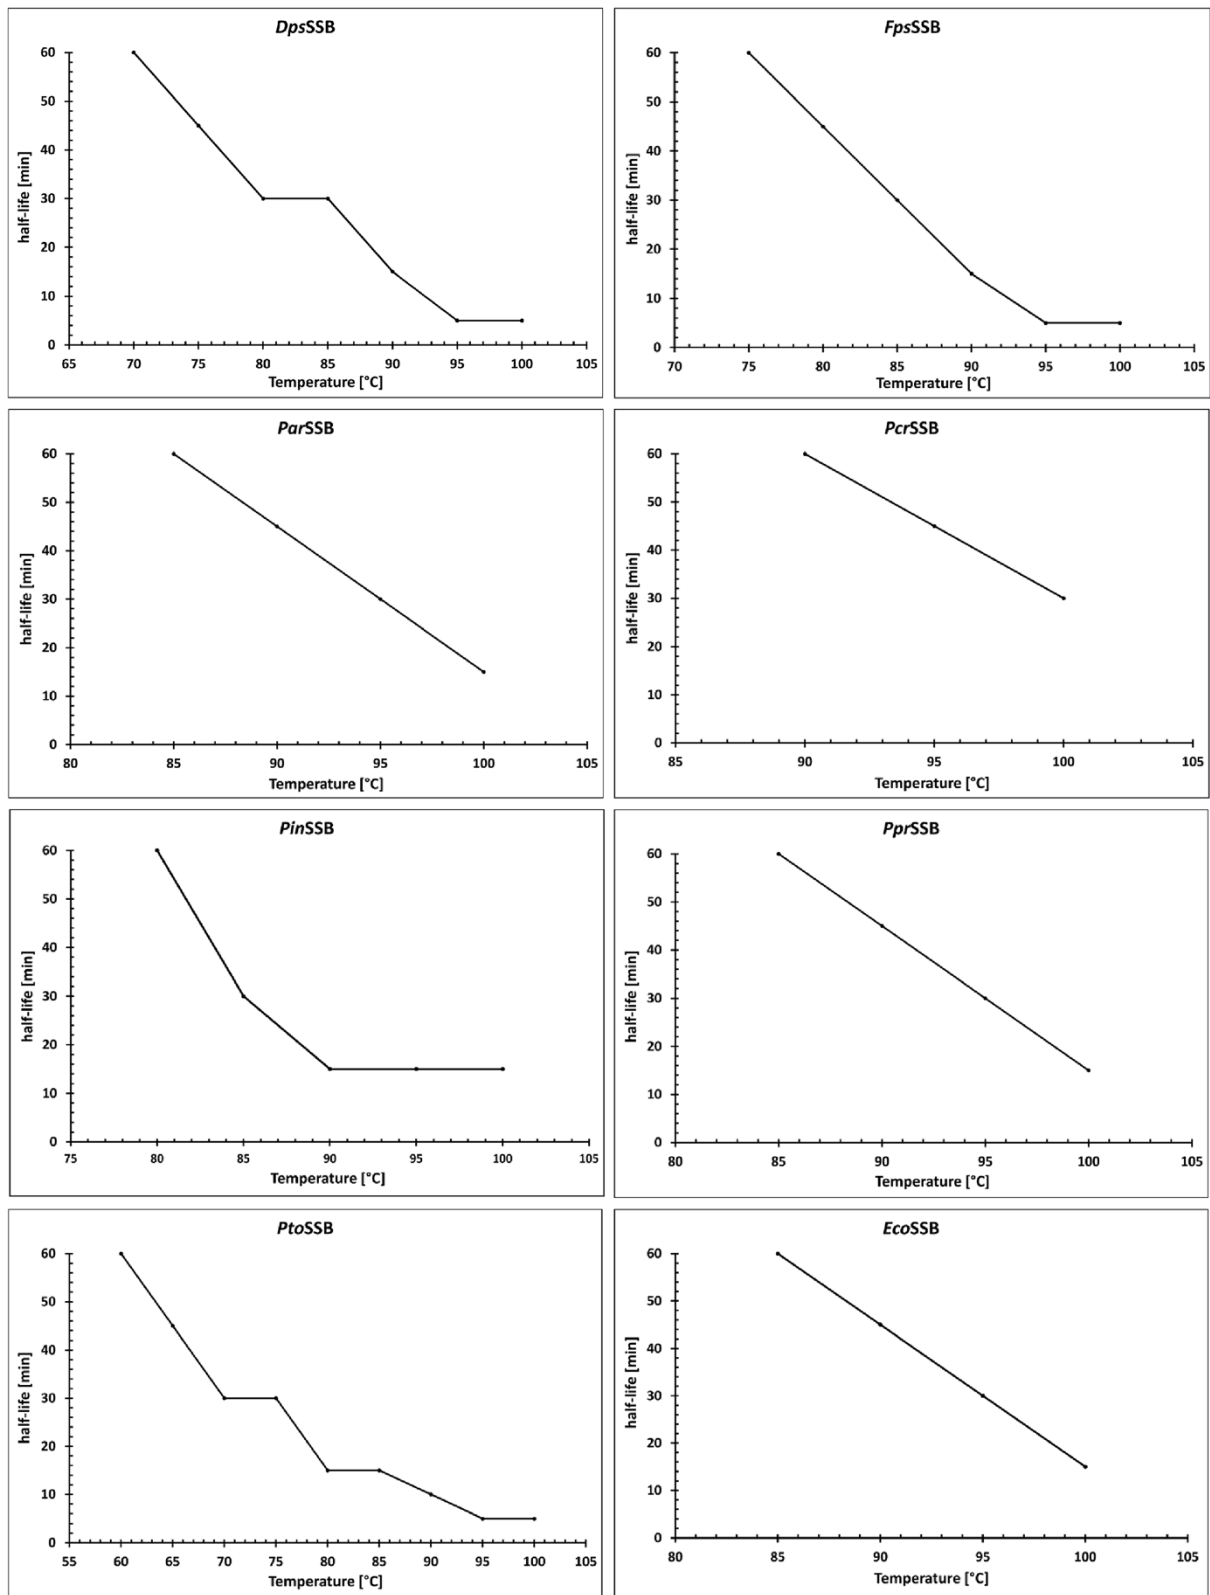 DpsSSB
60
50
40
30
20
10
0
half-life [min]
65 70 75 80 85 90 95 100 105
Temperature [°C]
FpsSSB
60
50
40
30
20
10
0
half-life [min]
70 75 80 85 90 95 100 105
Temperature [°C]
ParSSB
60
50
40
30
20
10
0
half-life [min]
80 85 90 95 100 105
Temperature [°C]
PcrSSB
60
50
40
30
20
10
0
half-life [min]
85 90 95 100 105
Temperature [°C]
PinSSB
60
50
40
30
20
10
0
half-life [min]
75 80 85 90 95 100 105
Temperature [°C]
PprSSB
60
50
40
30
20
10
0
half-life [min]
80 85 90 95 100 105
Temperature [°C]
PtoSSB
60
50
40
30
20
10
0
half-life [min]
55 60 65 70 75 80 85 90 95 100 105
Temperature [°C]
EcoSSB
60
50
40
30
20
10
0
half-life [min]
80 85 90 95 100 105
Temperature [°C]